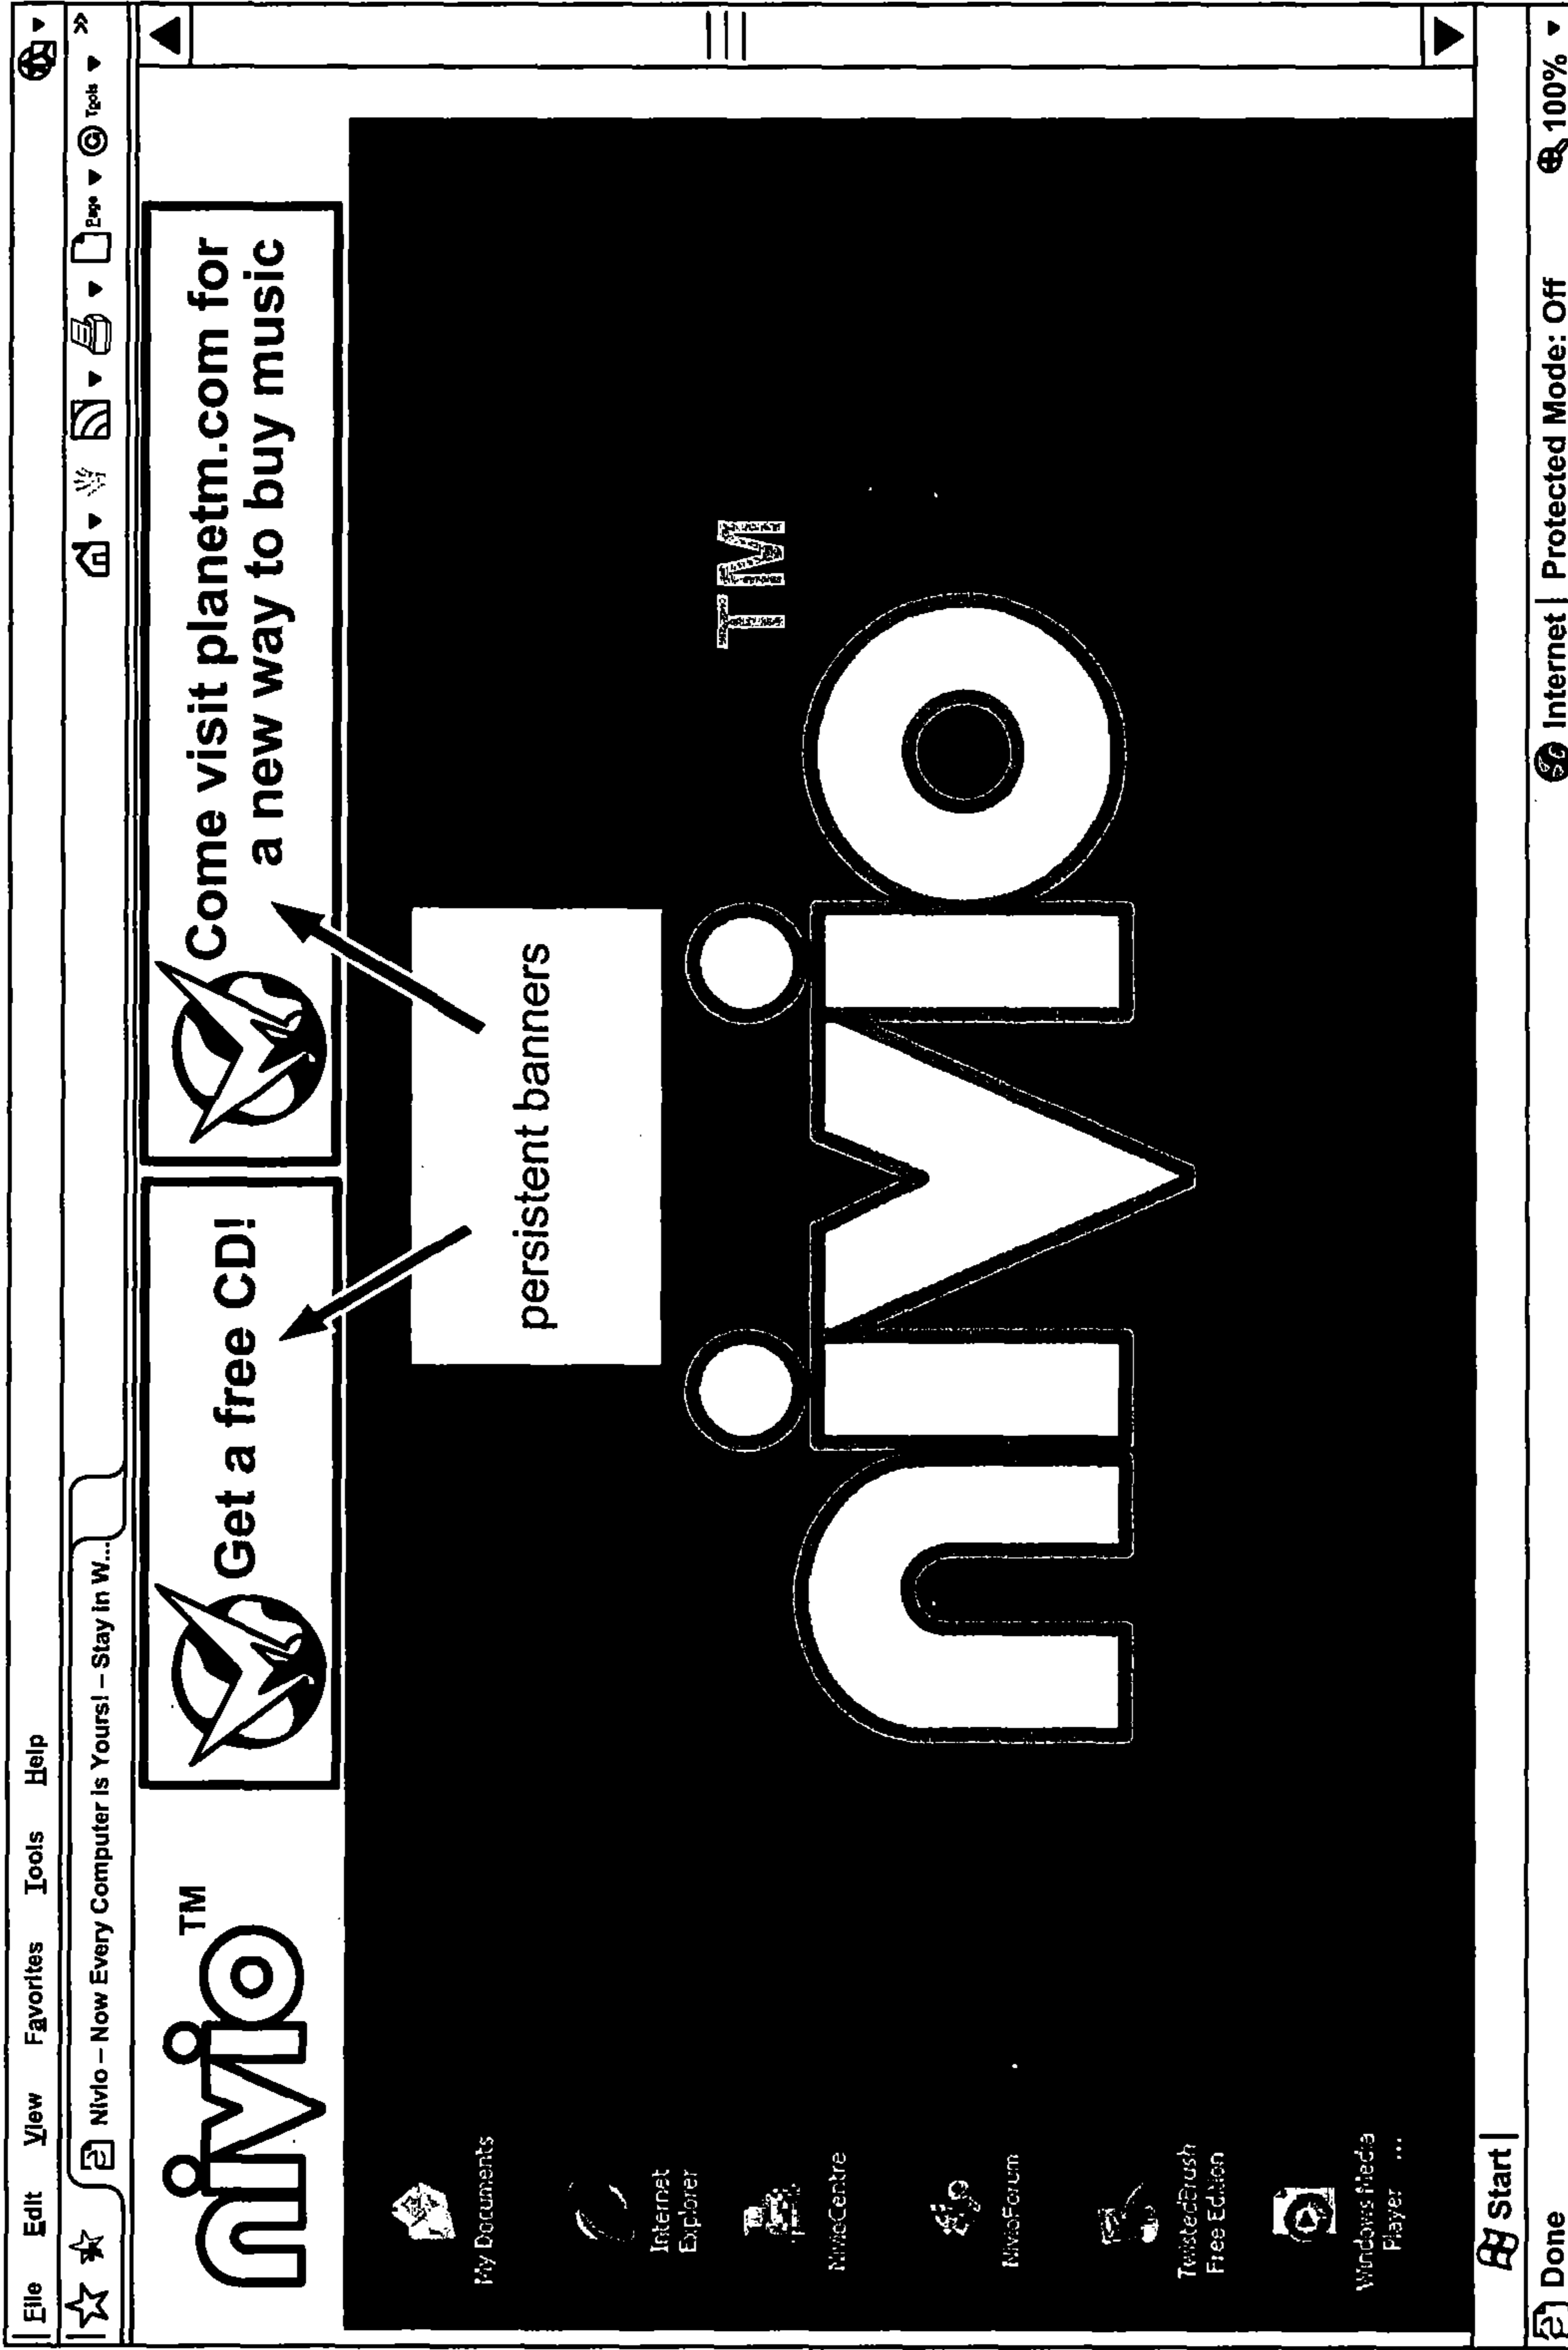 File Edit View Favorites Tools Help
Nivio – Now Every Computer is Yours! – Stay in W...
Page Tools »
nivio TM
Get a free CD!
Come visit planetm.com for
a new way to buy music
persistent banners
nivio TM
My Documents
Internet
Explorer
NivioCentre
NivioForum
TwistedBrush
Free Edition
Windows Media
Player ...
Start
Done
Internet | Protected Mode: Off
100%